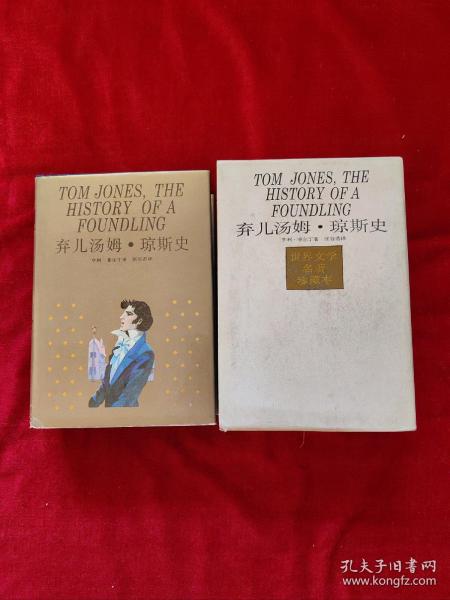 TOM JONES, THE
HISTORY OF A
FOUNDLING
弃儿汤姆·琼斯史
TOM JONES, THE
HISTORY OF A
FOUNDLING
弃儿汤姆·琼斯史
世界文学
名著
珍藏本
孔夫子旧书网
www.kongfz.com